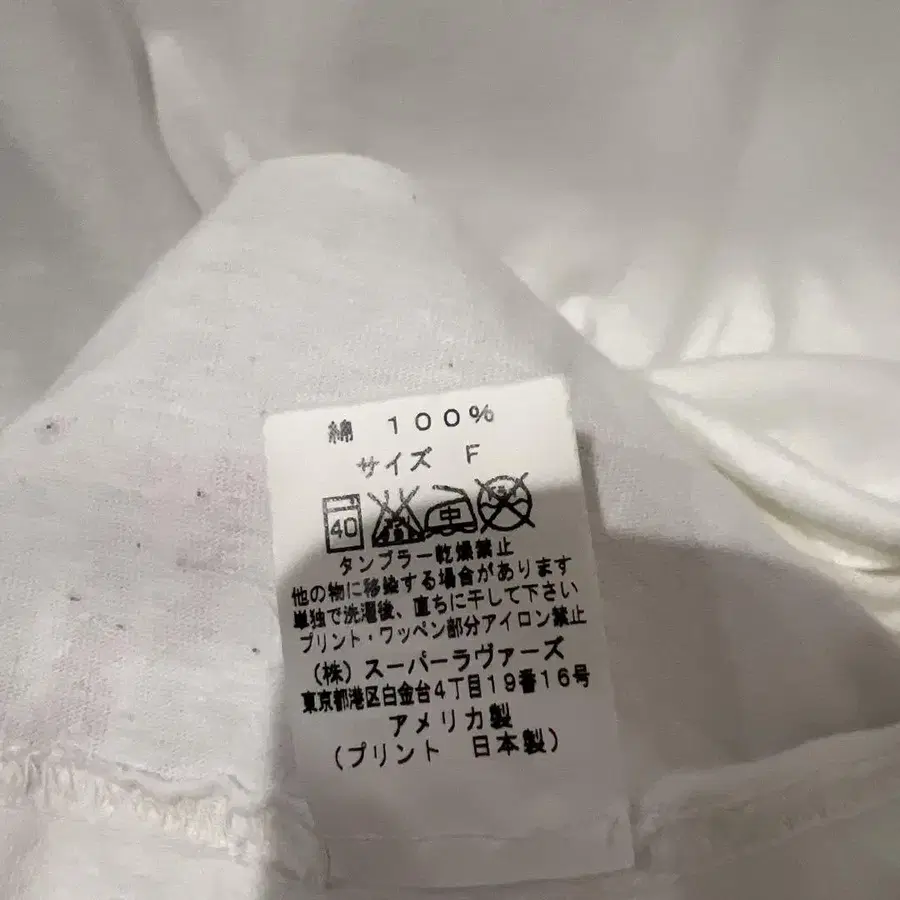 綿 100%
サイズ F
40 中
タンブラー乾燥禁止
他の物に移染する場合があります
単独で洗濯後、直ちに干して下さい
プリント・ワッペン部分アイロン禁止
(株)スーパーラヴァーズ
東京都港区白金台4丁目19番16号
アメリカ製
(プリント 日本製)